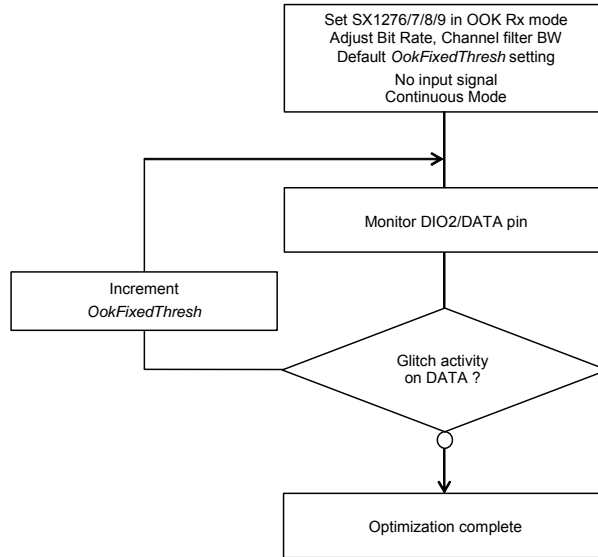 Set SX1276/7/8/9 in OOK Rx mode
Adjust Bit Rate, Channel filter BW
Default OokFixedThresh setting
No input signal
Continuous Mode
Monitor DIO2/DATA pin
Increment
OokFixedThresh
Glitch activity
on DATA ?
Optimization complete